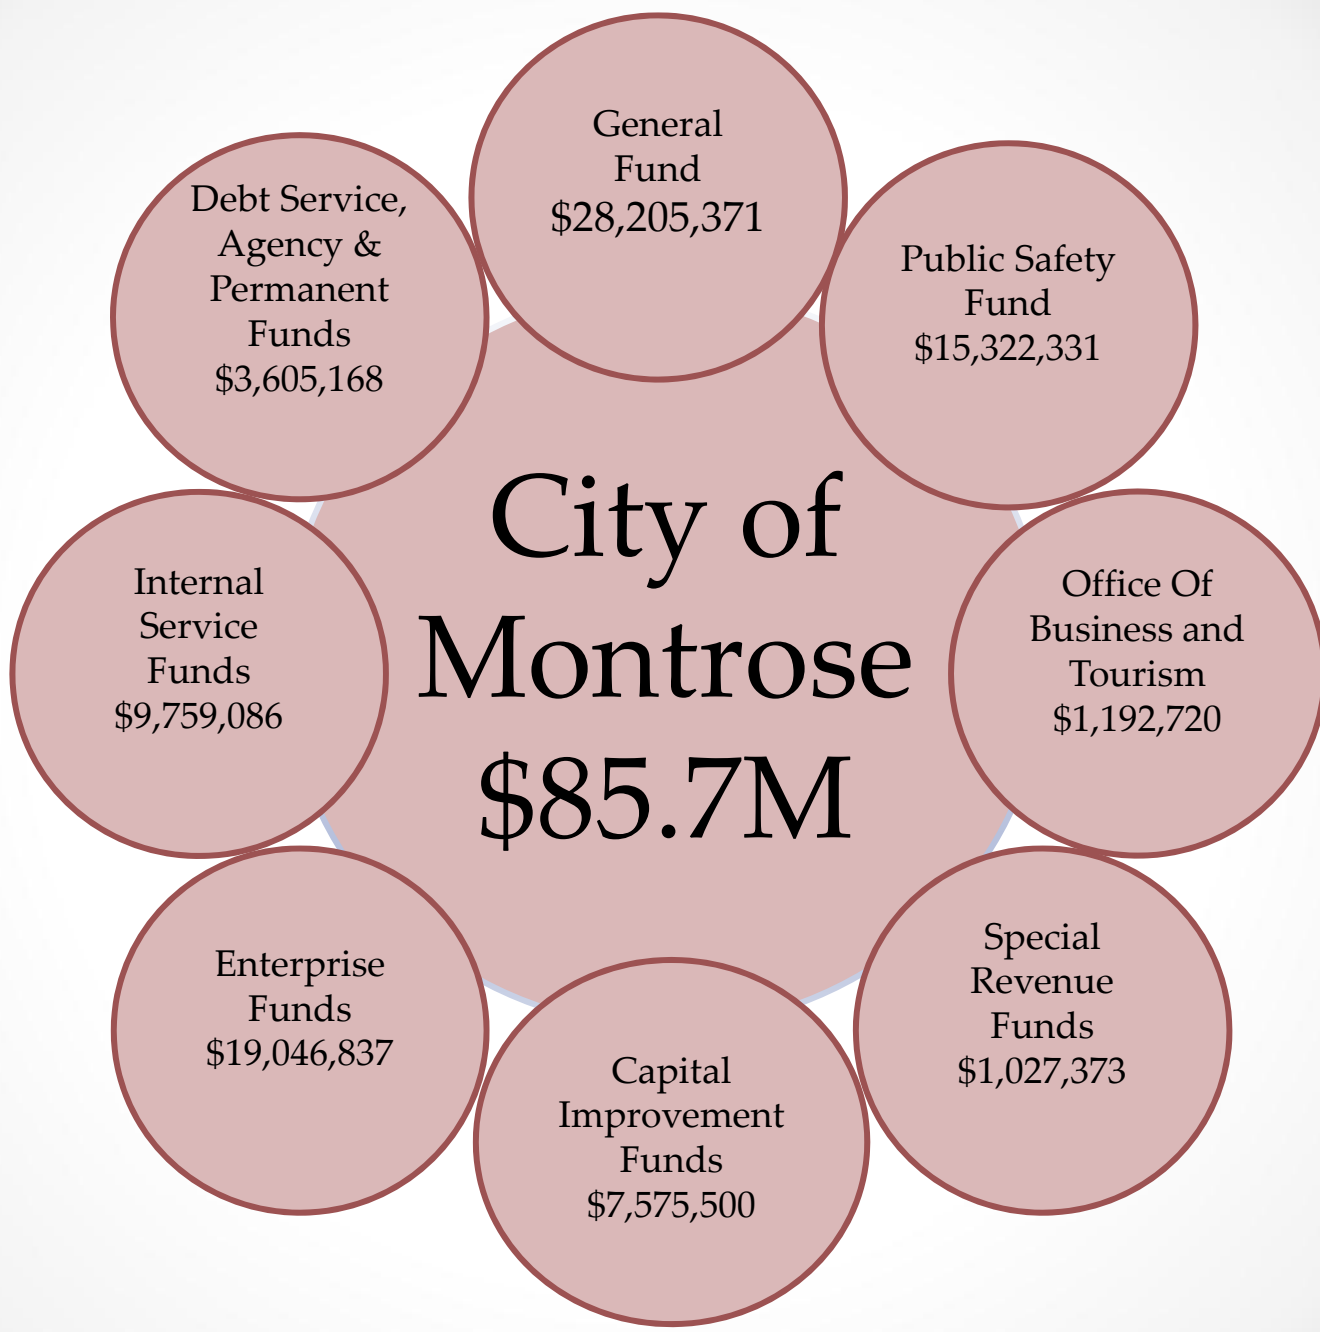 General
Fund
$28,205,371
Public Safety
Fund
$15,322,331
Office Of
Business and
Tourism
$1,192,720
Special
Revenue
Funds
$1,027,373
Capital
Improvement
Funds
$7,575,500
Enterprise
Funds
$19,046,837
Internal
Service
Funds
$9,759,086
Debt Service,
Agency &
Permanent
Funds
$3,605,168
City of
Montrose
$85.7M